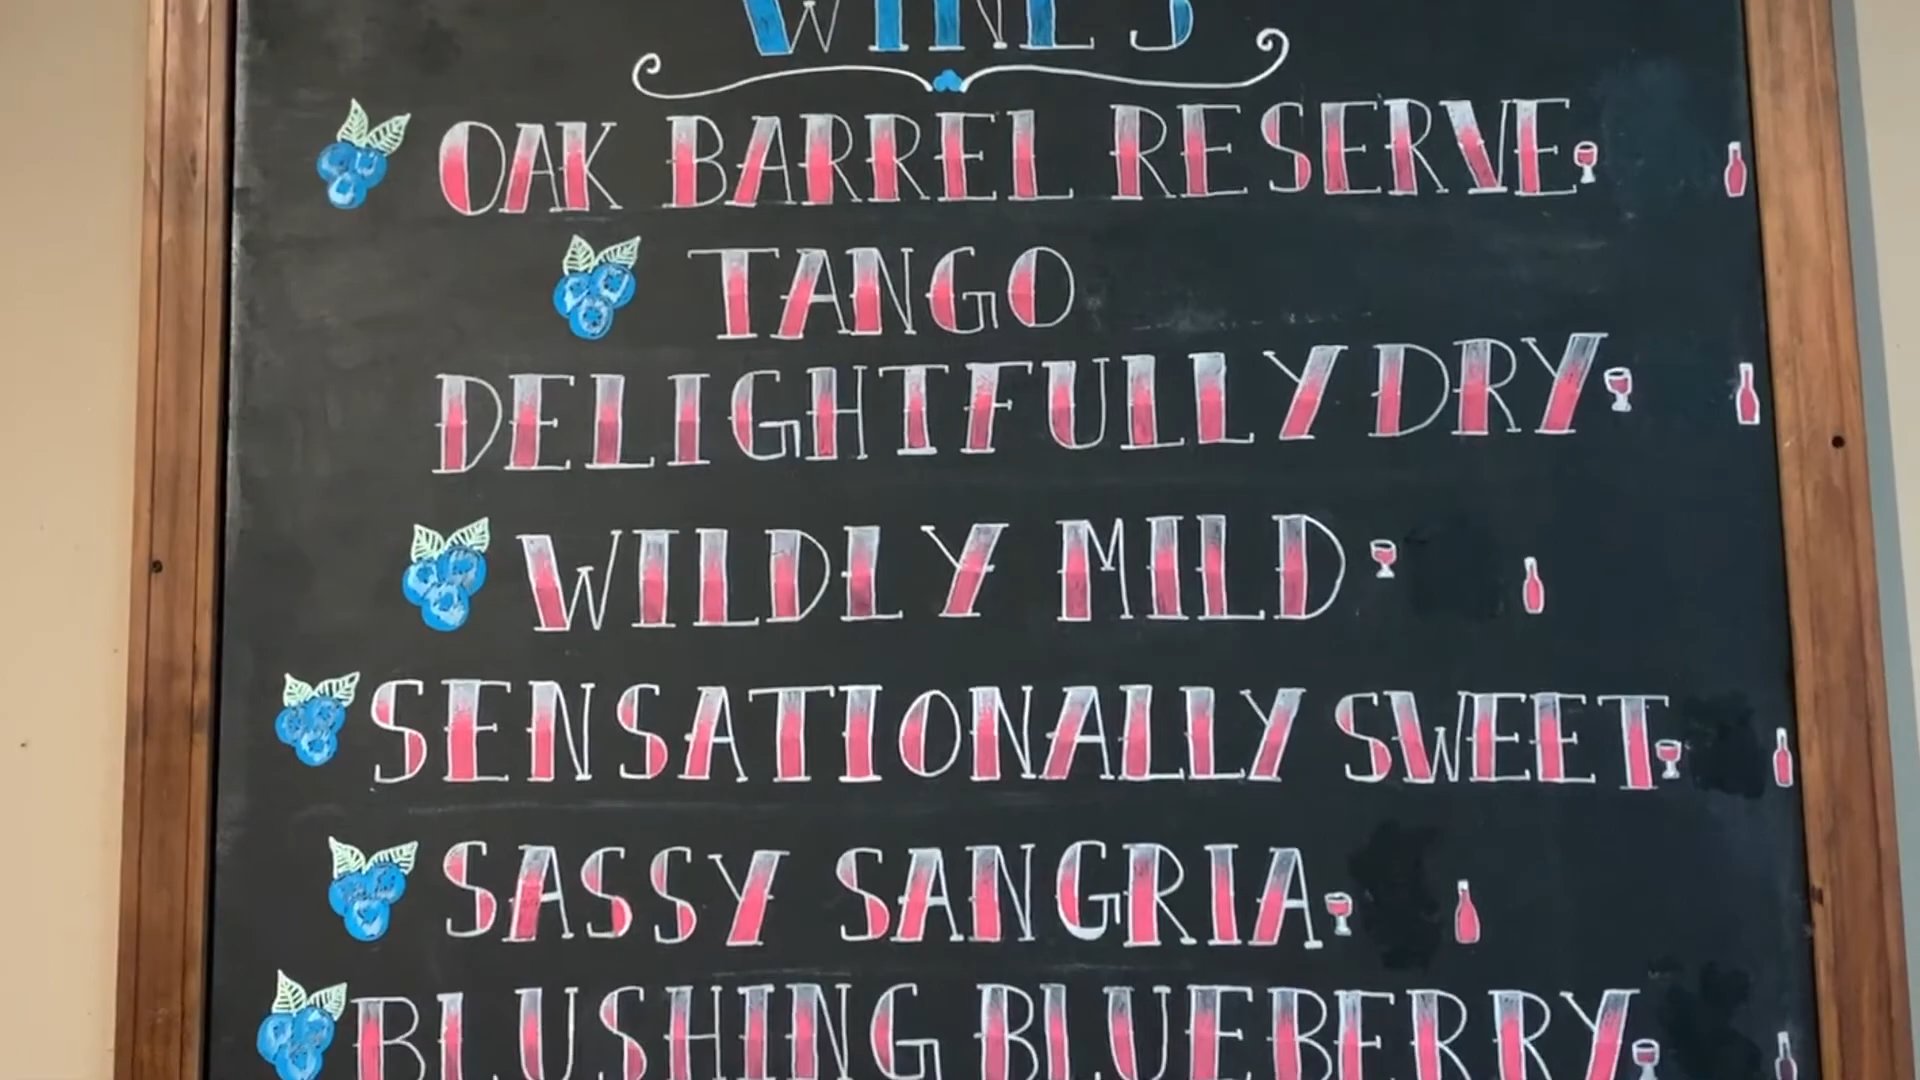 WINES
OAK BARREL RESERVE
TANGO
DELIGHTFULLY DRY
WILDLY MILD
SENSATIONALLY SWEET
SASSY SANGRIA
BLUSHING BLUEBERRY